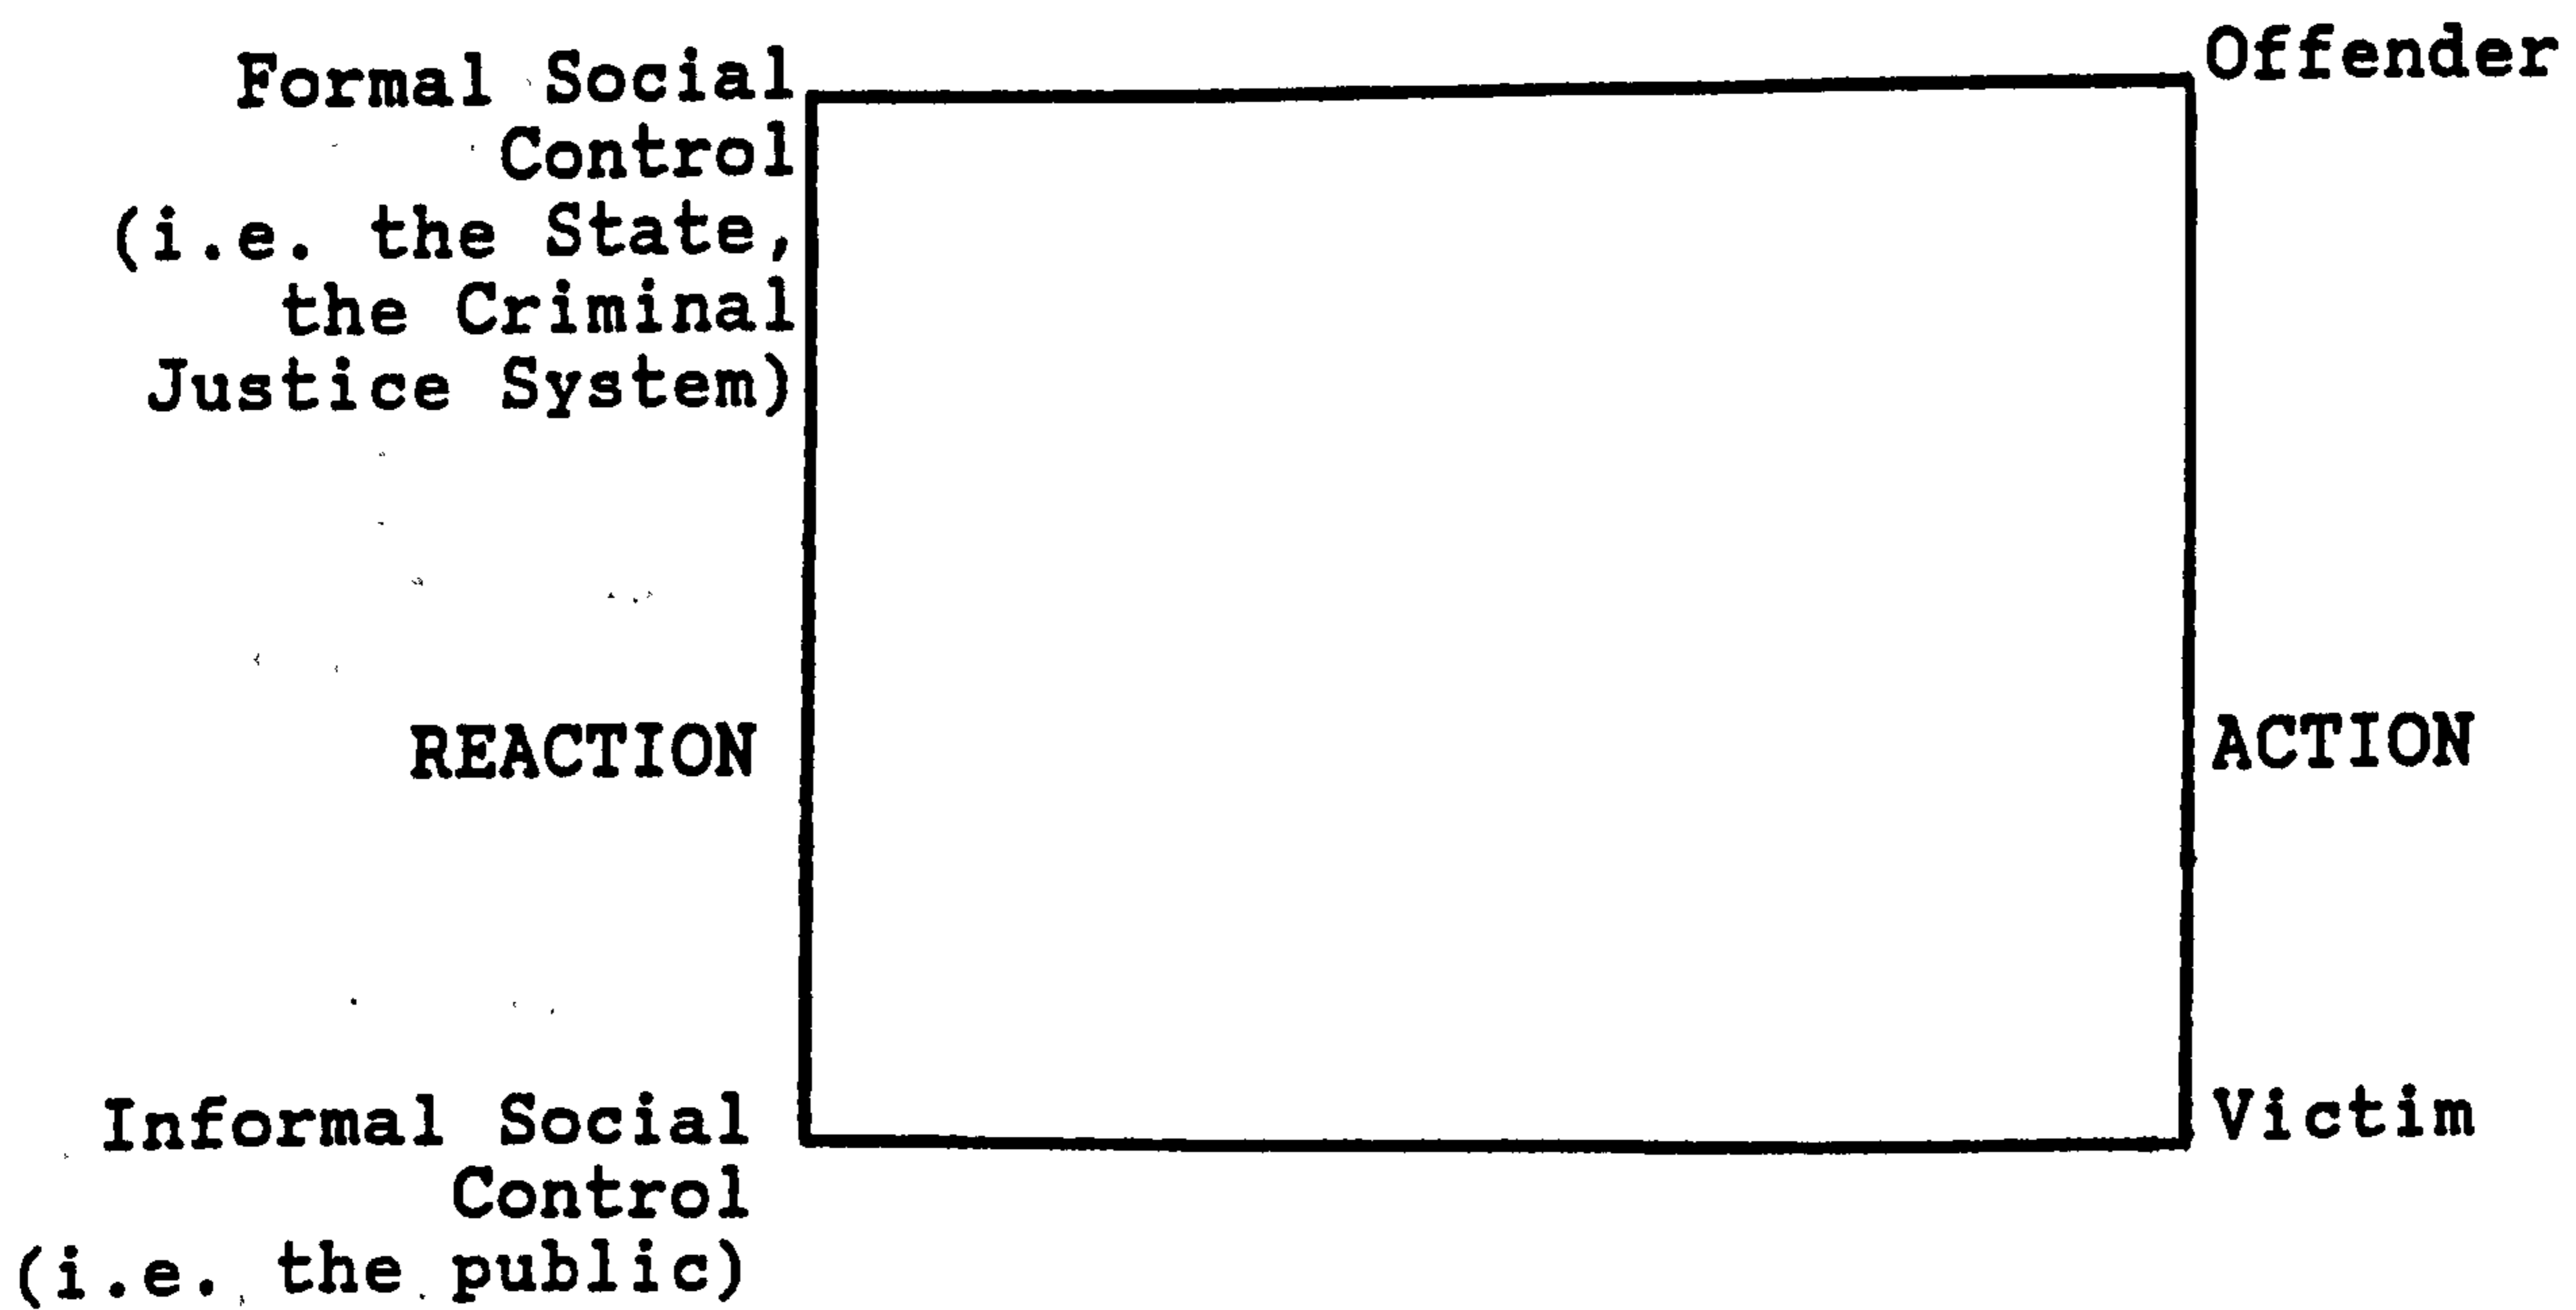 Formal Social
Control
(i.e. the State,
the Criminal
Justice System)
Offender
REACTION
ACTION
Informal Social
Control
(i.e. the public)
Victim